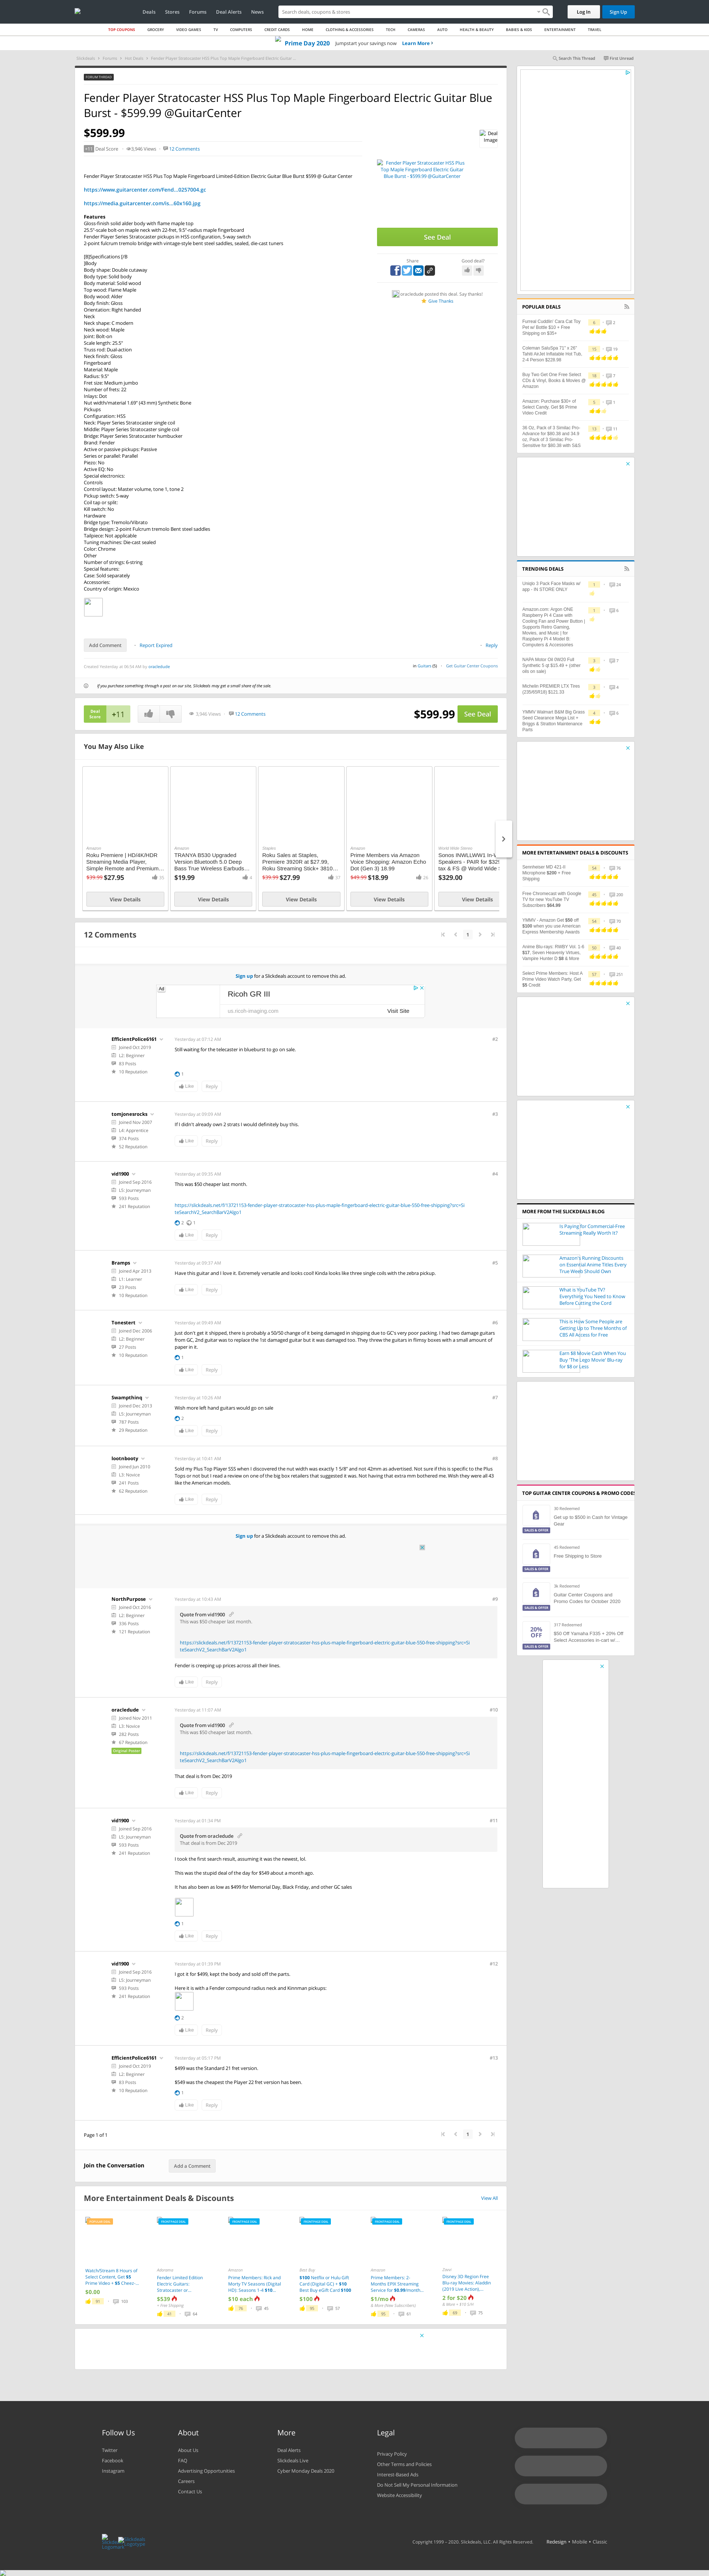 Deals
Stores
Forums
Deal Alerts
News
Search deals, coupons & stores
Log In
Sign Up
TOP COUPONS
GROCERY
VIDEO GAMES
TV
COMPUTERS
CREDIT CARDS
HOME
CLOTHING & ACCESSORIES
TECH
CAMERAS
AUTO
HEALTH & BEAUTY
BABIES & KIDS
ENTERTAINMENT
TRAVEL
Prime Day 2020 Jumpstart your savings now Learn More >
Search This Thread
First Unread
FORUM THREAD
Fender Player Stratocaster HSS Plus Top Maple Fingerboard Electric Guitar Blue Burst - $599.99 @GuitarCenter
$599.99
+11 Deal Score
3,946 Views
12 Comments
Deal Image
Fender Player Stratocaster HSS Plus Top Maple Fingerboard Limited-Edition Electric Guitar Blue Burst $599 @ Guitar Center
https://www.guitarcenter.com/Fend...0257004.gc
https://media.guitarcenter.com/is...60x160.jpg
Features
Gloss-finish solid alder body with flame maple top
25.5"-scale bolt-on maple neck with 22-fret, 9.5"-radius maple fingerboard
Fender Player Series Stratocaster pickups in HSS configuration; 5-way switch
2-point fulcrum tremolo bridge with vintage-style bent steel saddles, sealed, die-cast tuners
[B]Specifications [/B
]Body
Body shape: Double cutaway
Body type: Solid body
Body material: Solid wood
Top wood: Flame Maple
Body wood: Alder
Body finish: Gloss
Orientation: Right handed
Neck
Neck shape: C modern
Neck wood: Maple
Joint: Bolt-on
Scale length: 25.5"
Truss rod: Dual-action
Neck finish: Gloss
Fingerboard
Material: Maple
Radius: 9.5"
Fret size: Medium jumbo
Number of frets: 22
Inlays: Dot
Nut width/material 1.69" (43 mm) Synthetic Bone
Pickups
Configuration: HSS
Neck: Player Series Stratocaster single coil
Middle: Player Series Stratocaster single coil
Bridge: Player Series Stratocaster humbucker
Brand: Fender
Active or passive pickups: Passive
Series or parallel: Parallel
Piezo: No
Active EQ: No
Special electronics:
Controls
Control layout: Master volume, tone 1, tone 2
Pickup switch: 5-way
Coil tap or split:
Kill switch: No
Hardware
Bridge type: Tremolo/Vibrato
Bridge design: 2-point Fulcrum tremolo Bent steel saddles
Tailpiece: Not applicable
Tuning machines: Die-cast sealed
Color: Chrome
Other
Number of strings: 6-string
Special features:
Case: Sold separately
Accessories:
Country of origin: Mexico
Fender Player Stratocaster HSS Plus Top Maple Fingerboard Electric Guitar Blue Burst - $599.99 @GuitarCenter
See Deal
Share
Good deal?
oracledude posted this deal. Say thanks!
Give Thanks
Add Comment
Report Expired
Reply
Created Yesterday at 06:50 AM by oracledude
Guitars (5)
Get Guitar Center Coupons
If you purchase something through a post on our site, Slickdeals may get a small share of the sale.
Deal Score +11
3,946 Views
12 Comments
$599.99
See Deal
You May Also Like
Amazon
Roku Premiere | HD/4K/HDR Streaming Media Player, Simple Remote and Premium...
$39.99 $27.95
View Details
Amazon
TRANYA B530 Upgraded Version Bluetooth 5.0 Deep Bass True Wireless Earbuds...
$19.99
View Details
Staples
Roku Sales at Staples, Premiere 3920R at $27.99, Roku Streaming Stick+ 3810...
$39.99 $27.99
View Details
Amazon
Prime Members via Amazon Voice Shopping: Amazon Echo Dot (Gen 3) 18.99
$49.99 $18.99
View Details
World Wide Stereo
$329.00
View Details
12 Comments
1
Sign up for a Slickdeals account to remove this ad.
Ad
Ricoh GR III
us.ricoh-imaging.com
Visit Site
EfficientPolice6161
Joined Oct 2019
L2: Beginner
83 Posts
10 Reputation
Yesterday at 07:12 AM
#2
Still waiting for the telecaster in blueburst to go on sale.
1
Like
Reply
tomjonesrocks
Joined Nov 2007
L4: Apprentice
374 Posts
52 Reputation
Yesterday at 09:09 AM
#3
If I didn't already own 2 strats I would definitely buy this.
Like
Reply
vid1900
Joined Sep 2016
L5: Journeyman
593 Posts
241 Reputation
Yesterday at 09:35 AM
#4
This was $50 cheaper last month.
https://slickdeals.net/f/13721153-fender-player-stratocaster-hss-plus-maple-fingerboard-electric-guitar-blue-550-free-shipping?src=SiteSearchV2_SearchBarV2Algo1
2 1
Like
Reply
Bramps
Joined Apr 2013
L1: Learner
23 Posts
10 Reputation
Yesterday at 09:37 AM
#5
Have this guitar and I love it. Extremely versatile and looks cool! Kinda looks like three single coils with the zebra pickup.
Like
Reply
Tonestert
Joined Dec 2006
L2: Beginner
27 Posts
10 Reputation
Yesterday at 09:49 AM
#6
Just don't get it shipped, there is probably a 50/50 change of it being damaged in shipping due to GC's very poor packing. I had two damage guitars from GC, the 2nd guitar was to replace the 1st damaged guitar but it was damaged too. They threw the guitars in flimsy boxes with a small amount of paper in it.
1
Like
Reply
Swampthing
Joined Dec 2013
L5: Journeyman
787 Posts
29 Reputation
Yesterday at 10:26 AM
#7
Wish more left hand guitars would go on sale
2
Like
Reply
lootnbooty
Joined Jun 2010
L3: Novice
241 Posts
62 Reputation
Yesterday at 10:41 AM
#8
Sold my Plus Top Player SSS when I discovered the nut width was exactly 1 5/8" and not 42mm as advertised. Not sure if this is specific to the Plus Tops or not but I read a review on one of the big box retailers that suggested it was. Not having that extra mm bothered me. Wish they were all 43 like the American models.
Like
Reply
Sign up for a Slickdeals account to remove this ad.
NorthPurpose
Joined Oct 2016
L2: Beginner
336 Posts
121 Reputation
Yesterday at 10:43 AM
#9
Quote from vid1900
This was $50 cheaper last month.
https://slickdeals.net/f/13721153-fender-player-stratocaster-hss-plus-maple-fingerboard-electric-guitar-blue-550-free-shipping?src=SiteSearchV2_SearchBarV2Algo1
Fender is creeping up prices across all their lines.
Like
Reply
oracledude
Joined Nov 2011
L3: Novice
282 Posts
67 Reputation
Original Poster
Yesterday at 11:07 AM
#10
Quote from vid1900
This was $50 cheaper last month.
https://slickdeals.net/f/13721153-fender-player-stratocaster-hss-plus-maple-fingerboard-electric-guitar-blue-550-free-shipping?src=SiteSearchV2_SearchBarV2Algo1
That deal is from Dec 2019
Like
Reply
vid1900
Joined Sep 2016
L5: Journeyman
593 Posts
241 Reputation
Yesterday at 01:34 PM
#11
Quote from oracledude
That deal is from Dec 2019
I took the first search result, assuming it was the newest, lol.
This was the stupid deal of the day for $549 about a month ago.
It has also been as low as $499 for Memorial Day, Black Friday, and other GC sales
1
Like
Reply
vid1900
Joined Sep 2016
L5: Journeyman
593 Posts
241 Reputation
Yesterday at 01:39 PM
#12
I got it for $499, kept the body and sold off the parts.
Here it is with a Fender compound radius neck and Kinnman pickups:
2
Like
Reply
EfficientPolice6161
Joined Oct 2019
L2: Beginner
83 Posts
10 Reputation
Yesterday at 05:17 PM
#13
$499 was the Standard 21 fret version.
$549 was the cheapest the Player 22 fret version has been.
1
Like
Reply
Page 1 of 1
1
Join the Conversation
Add a Comment
More Entertainment Deals & Discounts
View All
Watch/Stream 8 Hours of Select Content, Get $5 Prime Video + $5 Chess-...
$0.00
Fender Limited Edition Electric Guitars: Stratocaster or...
$539
+ Free Shipping
Amazon
Prime Members: Rick and Morty TV Seasons (Digital HD): Seasons 1-4 $10...
$10 each
Best Buy
$100 Netflix or Hulu Gift Card (Digital GC) + $10 Best Buy eGift Card $100
$100
Amazon
Prime Members: 2-Months EPIX Streaming Service for $0.99/month...
$1/mo
Disney 3D Region Free Blu-ray Movies: Aladdin (2019 Live Action),...
2 for $20
POPULAR DEALS
Furreal Cuddlin' Cara Cat Toy Pet w/ Bottle $10 + Free Shipping on $35+
Coleman SaluSpa 71" x 26" Tahiti AirJet Inflatable Hot Tub, 2-4 Person $228.98
Buy Two Get One Free Select CDs & Vinyl, Books & Movies @ Amazon
Amazon: Purchase $30+ of Select Candy, Get $6 Prime Video Credit
36 Oz. Pack of 3 Similac Pro-Advance for $80.38 and 34.9 oz, Pack of 3 Similac Pro-Sensitive for $80.38 with S&S
TRENDING DEALS
Uniqlo 3 Pack Face Masks w/ app - IN STORE ONLY
Amazon.com: Argon ONE Raspberry Pi 4 Case with Cooling Fan and Power Button | Supports Retro Gaming, Movies, and Music | for Raspberry Pi 4 Model B: Computers & Accessories
NAPA Motor Oil 0W20 Full Synthetic 5 qt $15.49 + (other oils on sale)
Michelin PREMIER LTX Tires (235/65R18) $121.33
YMMV Walmart B&M Big Green Seed Clearance Mega List + Briggs & Stratton Maintenance Parts
MORE ENTERTAINMENT DEALS & DISCOUNTS
Sennheiser MD 421-II Microphone $200 + Free Shipping
Free Chromecast with Google TV for new YouTube TV Subscribers $64.99
YMMV - Amazon Get $50 off $100 when you use American Express Membership Awards
Anime Blu-rays: RWBY Vol. 1-6 $17, Seven Heavenly Virtues, Vampire Hunter D $8 & More
Select Prime Members: How A Prime Video Watch Party, Get $5 Credit
MORE FROM THE SLICKDEALS BLOG
Is Paying for Commercial-Free Streaming Really Worth It?
Amazon's Running Discounts on Essential Anime Titles Every True Weeb Should Own
What is YouTube TV? Everything You Need to Know Before Cutting the Cord
This is How Some People are Getting Up to Three Months of CBS All Access for Free
Earn $8 Movie Cash When You Buy 'The Lego Movie' Blu-ray for $8 or Less
TOP GUITAR CENTER COUPONS & PROMO CODES
Get up to $500 in Cash for Vintage Gear
SALES & OFFER
45 Redeemed
Free Shipping to Store
SALES & OFFER
Guitar Center Coupons and Promo Codes for October 2020
SALES & OFFER
20% OFF
317 Redeemed
$50 Off Yamaha F335 + 20% Off Select Accessories in-cart w/...
SALES & OFFER
Follow Us
Twitter
Facebook
Instagram
About
About Us
FAQ
Advertising Opportunities
Careers
Contact Us
More
Deal Alerts
Slickdeals Live
Cyber Monday Deals 2020
Legal
Privacy Policy
Other Terms and Policies
Interest-Based Ads
Do Not Sell My Personal Information
Website Accessibility
Copyright 1999 - 2020. Slickdeals, LLC. All Rights Reserved.
Redesign • Mobile • Classic